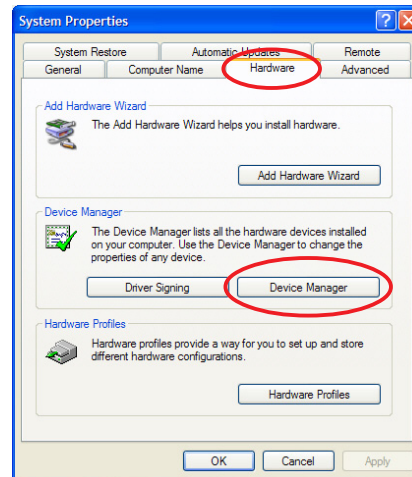 System Properties
System Restore Automatic Updates Remote
General Computer Name Hardware Advanced
Add Hardware Wizard
The Add Hardware Wizard helps you install hardware.
Add Hardware Wizard
Device Manager
The Device Manager lists all the hardware devices installed
on your computer. Use the Device Manager to change the
properties of any device.
Driver Signing Device Manager
Hardware Profiles
Hardware profiles provide a way for you to set up and store
different hardware configurations.
Hardware Profiles
OK Cancel Apply